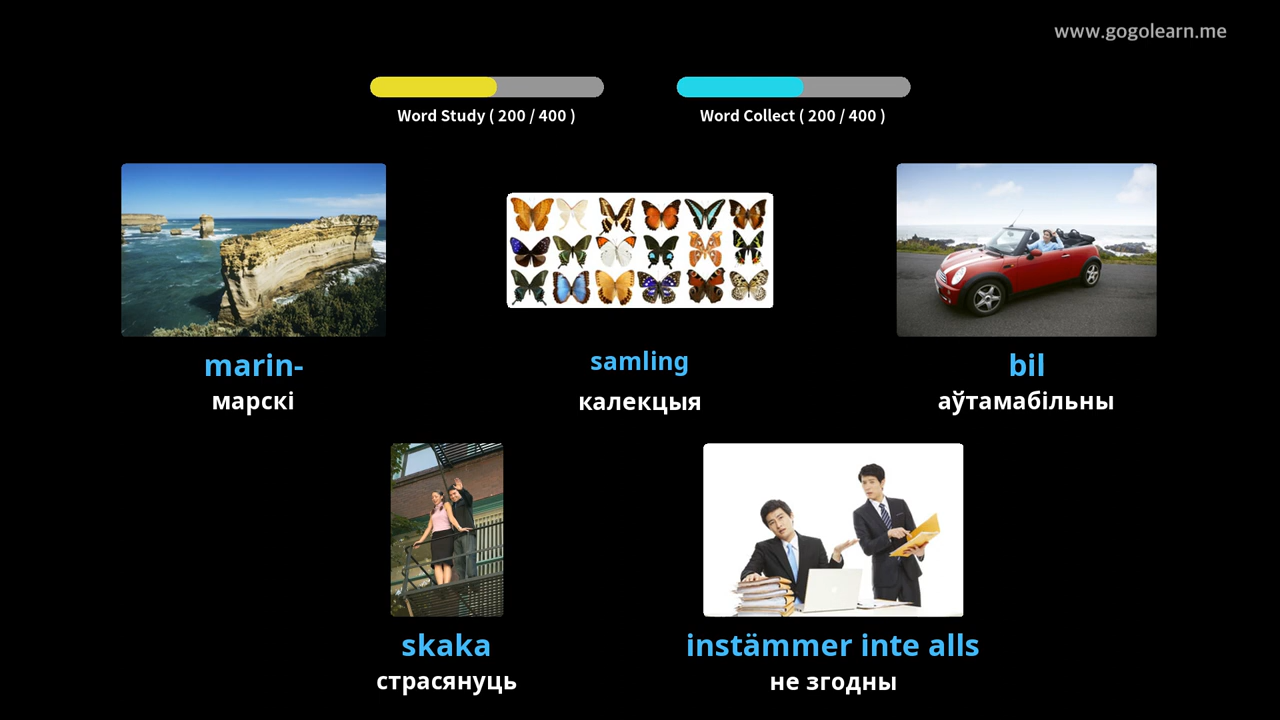 www.gogolearn.me
Word Study ( 200 / 400 )
Word Collect ( 200 / 400 )
marin-
марскі
samling
калекцыя
bil
аўтамабільны
skaka
страсянуць
instämmer inte alls
не згодны